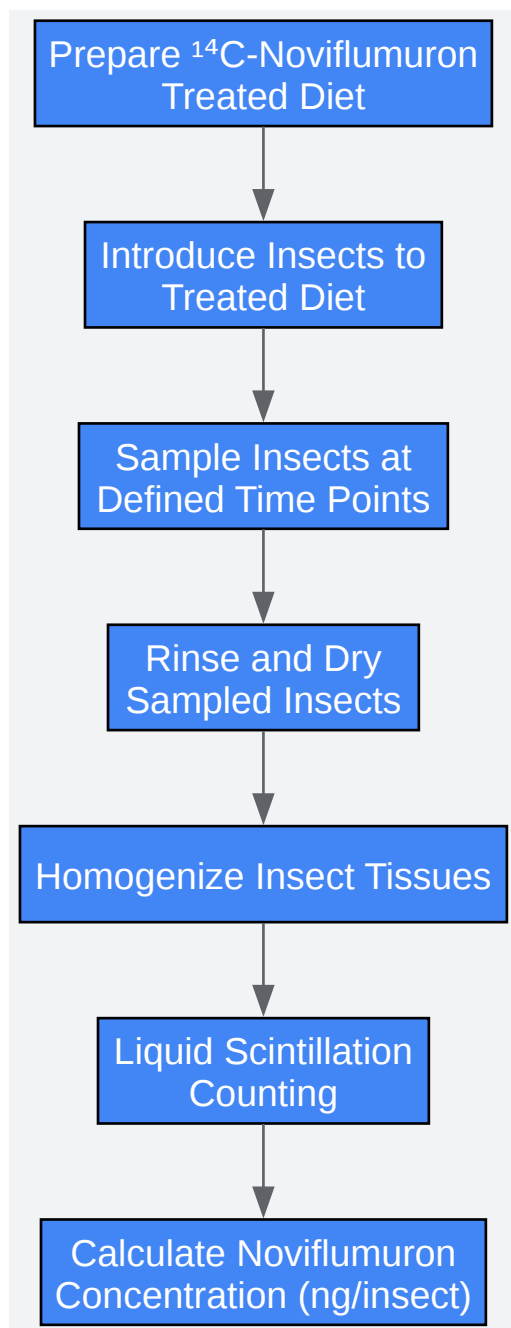 Prepare ¹⁴C-Noviflumuron
Treated Diet
Introduce Insects to
Treated Diet
Sample Insects at
Defined Time Points
Rinse and Dry
Sampled Insects
Homogenize Insect Tissues
Liquid Scintillation
Counting
Calculate Noviflumuron
Concentration (ng/insect)